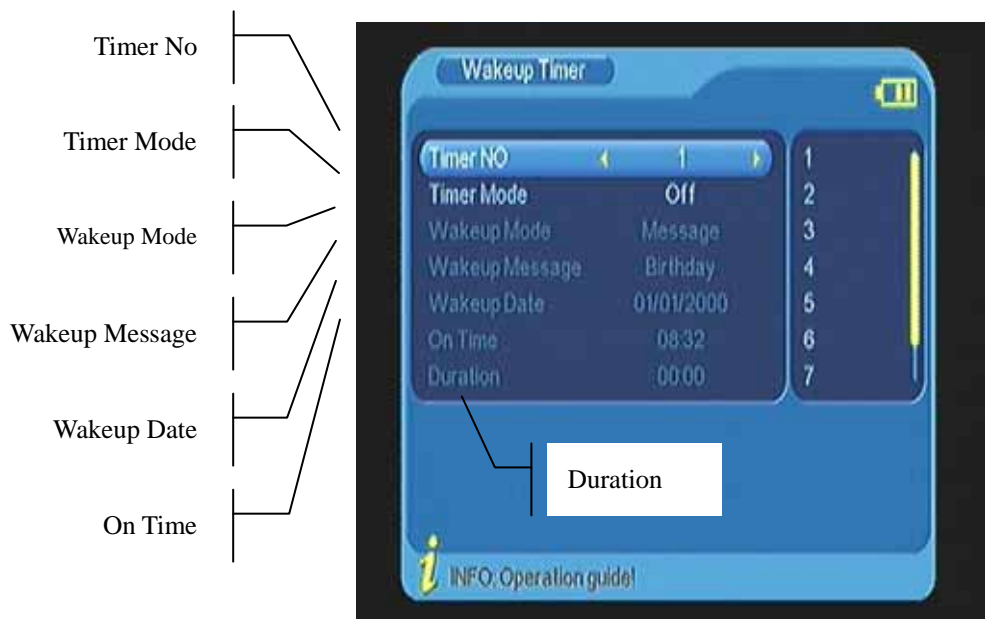 Timer No
Timer Mode
Wakeup Mode
Wakeup Message
Wakeup Date
On Time
Wakeup Timer
Timer NO 1
Timer Mode Off
Wakeup Mode Message
Wakeup Message Birthday
Wakeup Date 01/01/2000
On Time 08:32
Duration 00:00
1
2
3
4
5
6
7
Duration
INFO: Operation guide!